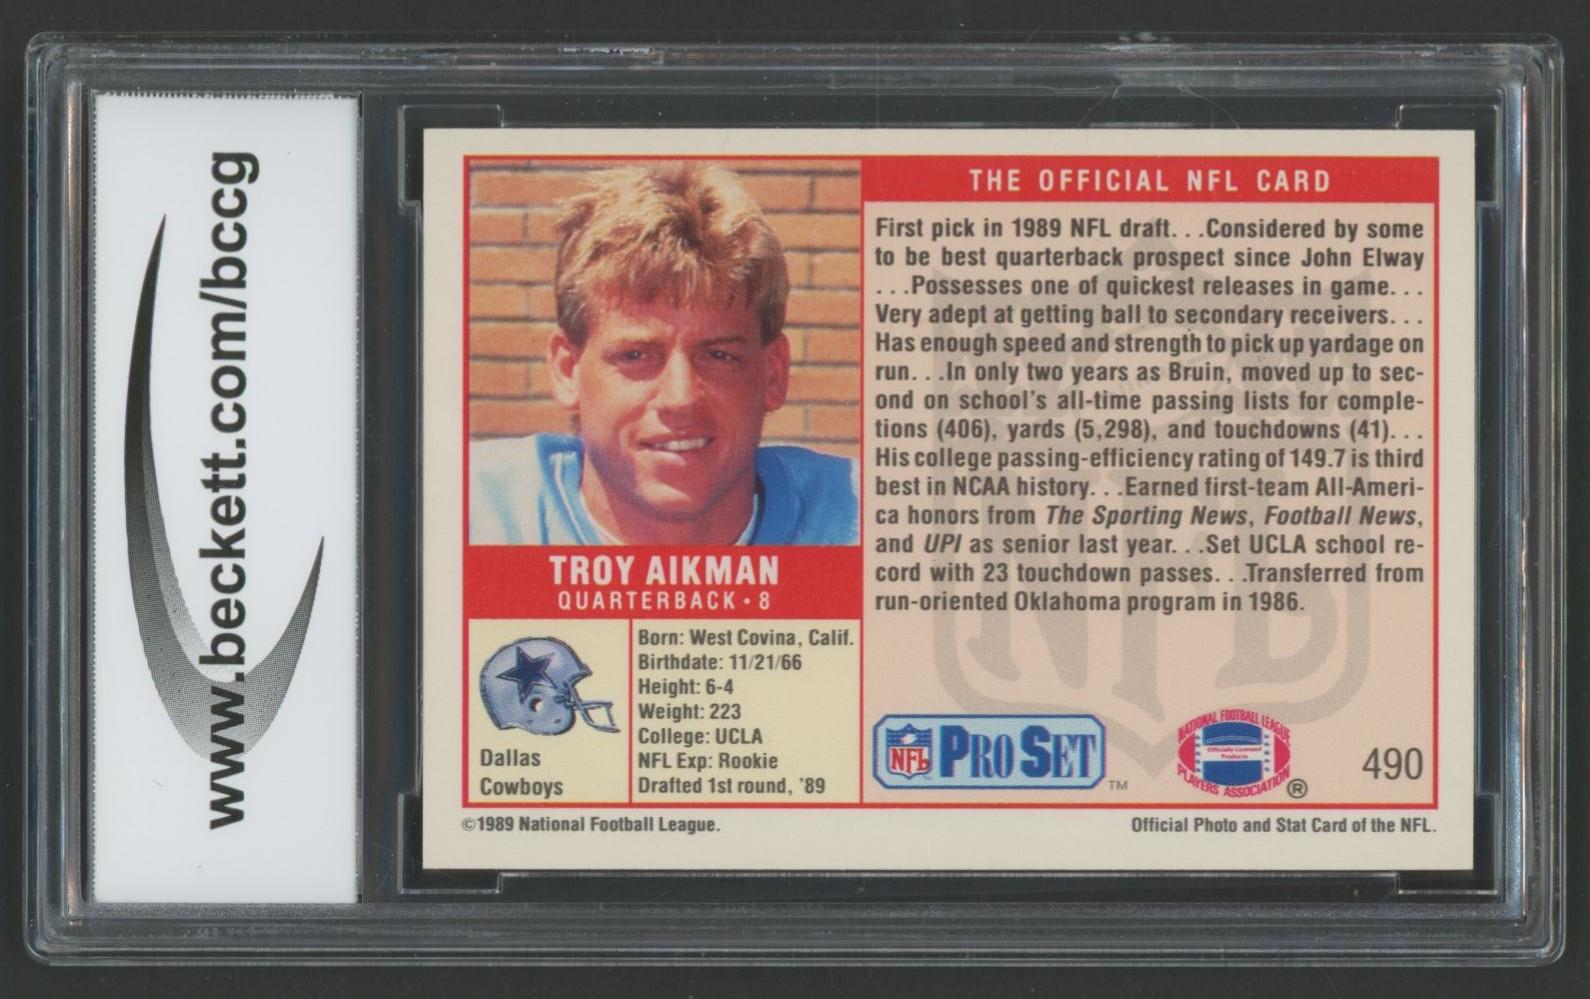 www.beckett.com/bccg
THE OFFICIAL NFL CARD
First pick in 1989 NFL draft. . .Considered by some
to be best quarterback prospect since John Elway
. . .Possesses one of quickest releases in game. . .
Very adept at getting ball to secondary receivers. . .
Has enough speed and strength to pick up yardage on
run. . .In only two years as Bruin, moved up to sec-
ond on school's all-time passing lists for comple-
tions (406), yards (5,298), and touchdowns (41). . .
His college passing-efficiency rating of 149.7 is third
best in NCAA history. . .Earned first-team All-Ameri-
ca honors from The Sporting News, Football News,
and UPI as senior last year. . .Set UCLA school re-
cord with 23 touchdown passes. . .Transferred from
run-oriented Oklahoma program in 1986.
TROY AIKMAN
QUARTERBACK • 8
Dallas
Cowboys
Born: West Covina, Calif.
Birthdate: 11/21/66
Height: 6-4
Weight: 223
College: UCLA
NFL Exp: Rookie
Drafted 1st round, '89
NFL PRO SET ™
NATIONAL FOOTBALL LEAGUE
Officially Licensed
Products
PLAYERS ASSOCIATION ®
490
©1989 National Football League.
Official Photo and Stat Card of the NFL.